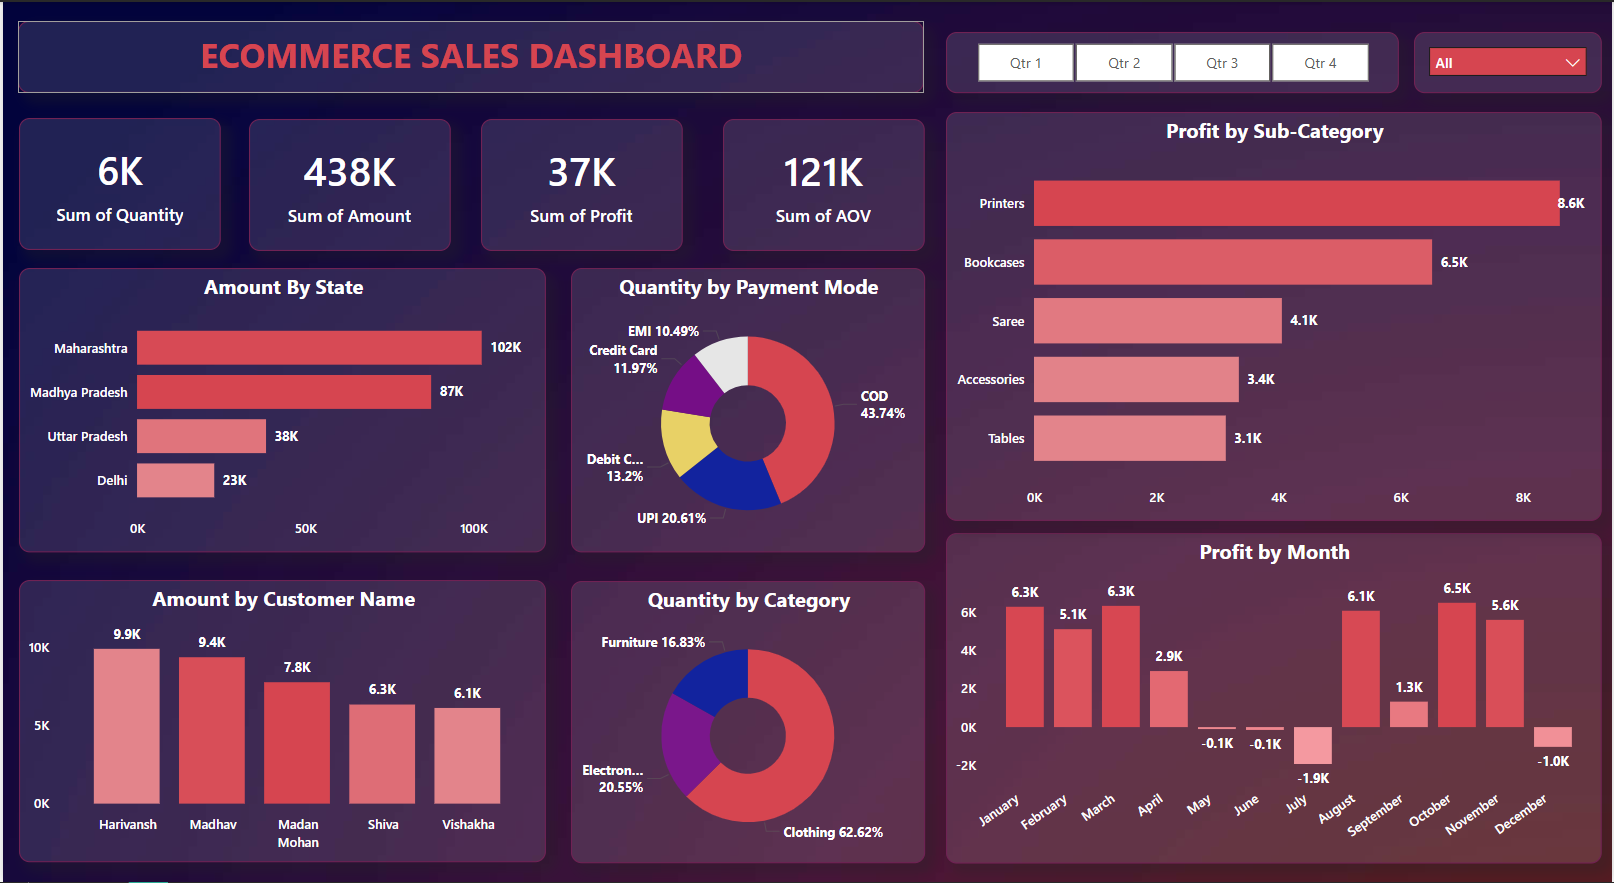 ECOMMERCE SALES DASHBOARD
Qtr 1
Qtr 2
Qtr 3
Qtr 4
All
6K
Sum of Quantity
438K
Sum of Amount
37K
Sum of Profit
121K
Sum of AOV
Profit by Sub-Category
Printers
8.6K
Bookcases
6.5K
Saree
4.1K
Accessories
3.4K
Tables
3.1K
0K
2K
4K
6K
8K
Amount By State
Maharashtra
102K
Madhya Pradesh
87K
Uttar Pradesh
38K
Delhi
23K
0K
50K
100K
Quantity by Payment Mode
EMI 10.49%
Credit Card
11.97%
COD
43.74%
Debit C...
13.2%
UPI 20.61%
Profit by Month
6K
4K
2K
0K
-2K
6.3K
5.1K
6.3K
2.9K
-0.1K
-0.1K
-1.9K
6.1K
1.3K
6.5K
5.6K
-1.0K
January
February
March
April
May
June
July
August
September
October
November
December
Amount by Customer Name
10K
5K
0K
9.9K
9.4K
7.8K
6.3K
6.1K
Harivansh
Madhav
Madan
Mohan
Shiva
Vishakha
Quantity by Category
Furniture 16.83%
Electron...
20.55%
Clothing 62.62%